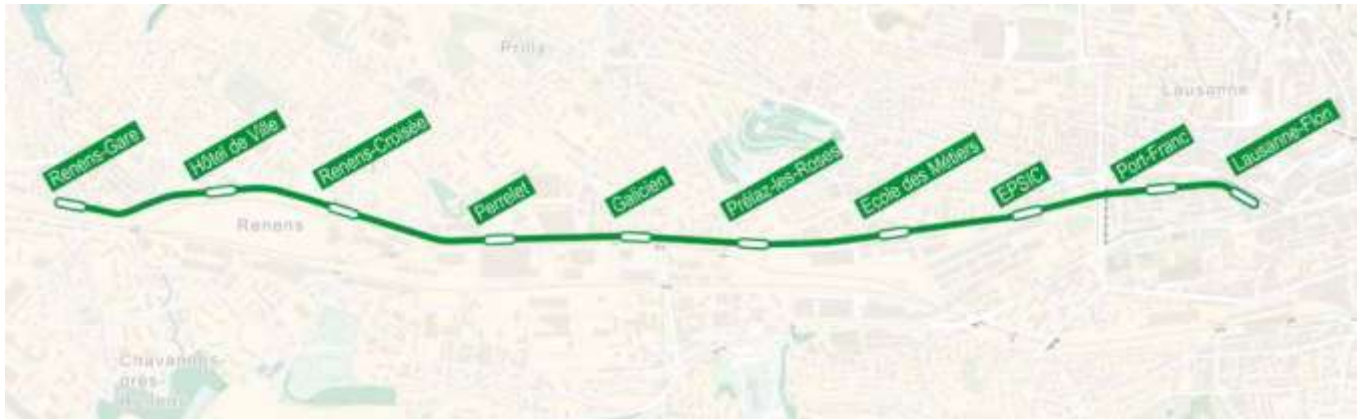 Prilly
Lausanne
Renens-Gare
Hôtel de Ville
Renens-Croisée
Perrelet
Galicien
Prélaz-les-Roses
Ecole des Métiers
EPSIC
Port-Franc
Lausanne-Flon
Renens
Chavannes-
près-